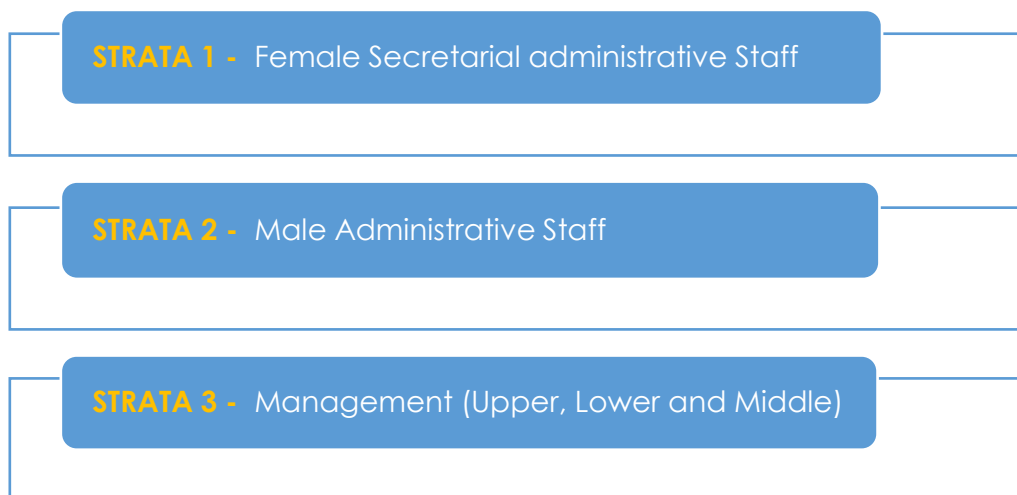 STRATA 1 - Female Secretarial administrative Staff
STRATA 2 - Male Administrative Staff
STRATA 3 - Management (Upper, Lower and Middle)